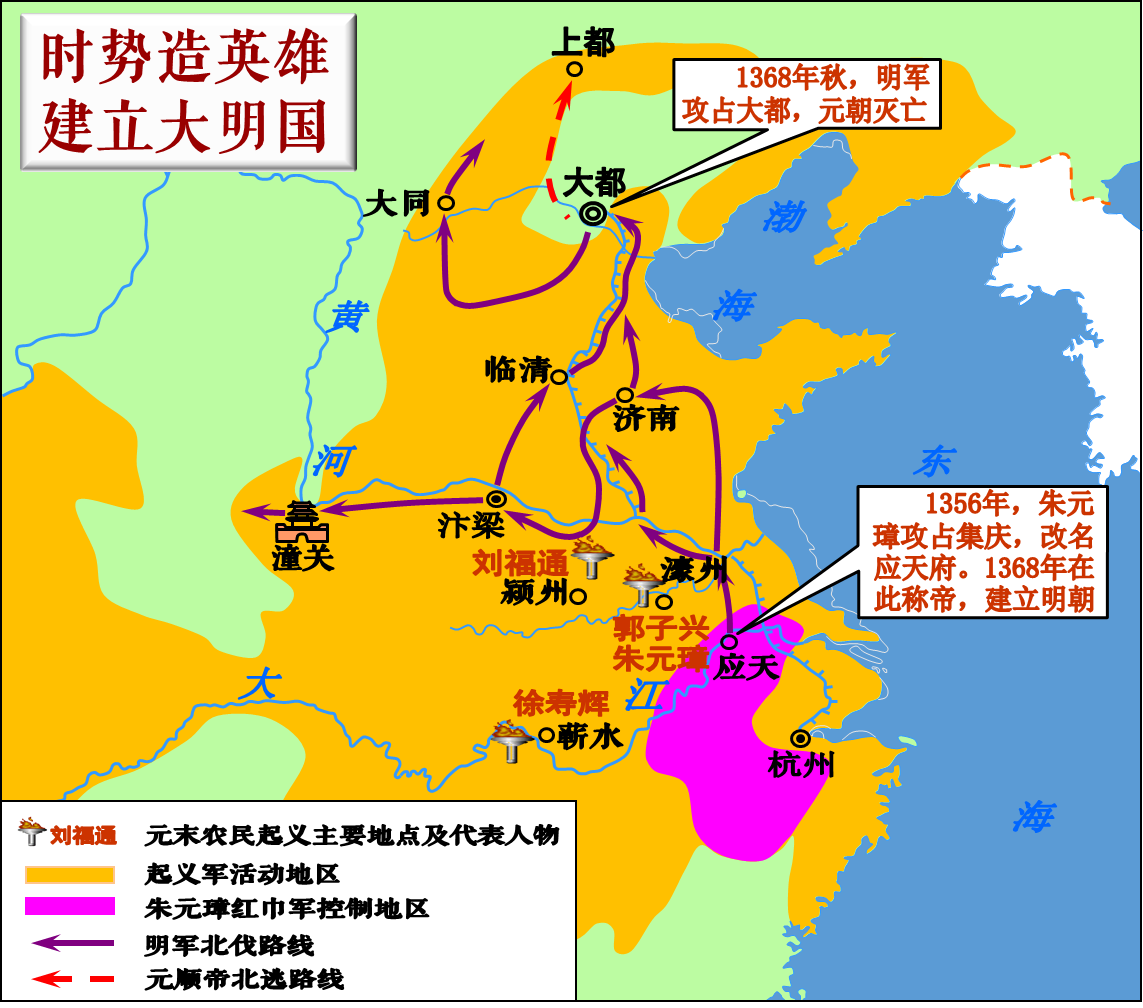 时势造英雄
建立大明国
上都
1368年秋，明军
攻占大都，元朝灭亡
大都
大同
渤
海
黄
临清
济南
河
东
汴梁
潼关
1356年，朱元
璋攻占集庆，改名
应天府。1368年在
此称帝，建立明朝
刘福通
颍州
濠州
郭子兴
朱元璋
应天
大
江
徐寿辉
蕲水
杭州
海
刘福通
元末农民起义主要地点及代表人物
起义军活动地区
朱元璋红巾军控制地区
明军北伐路线
元顺帝北逃路线